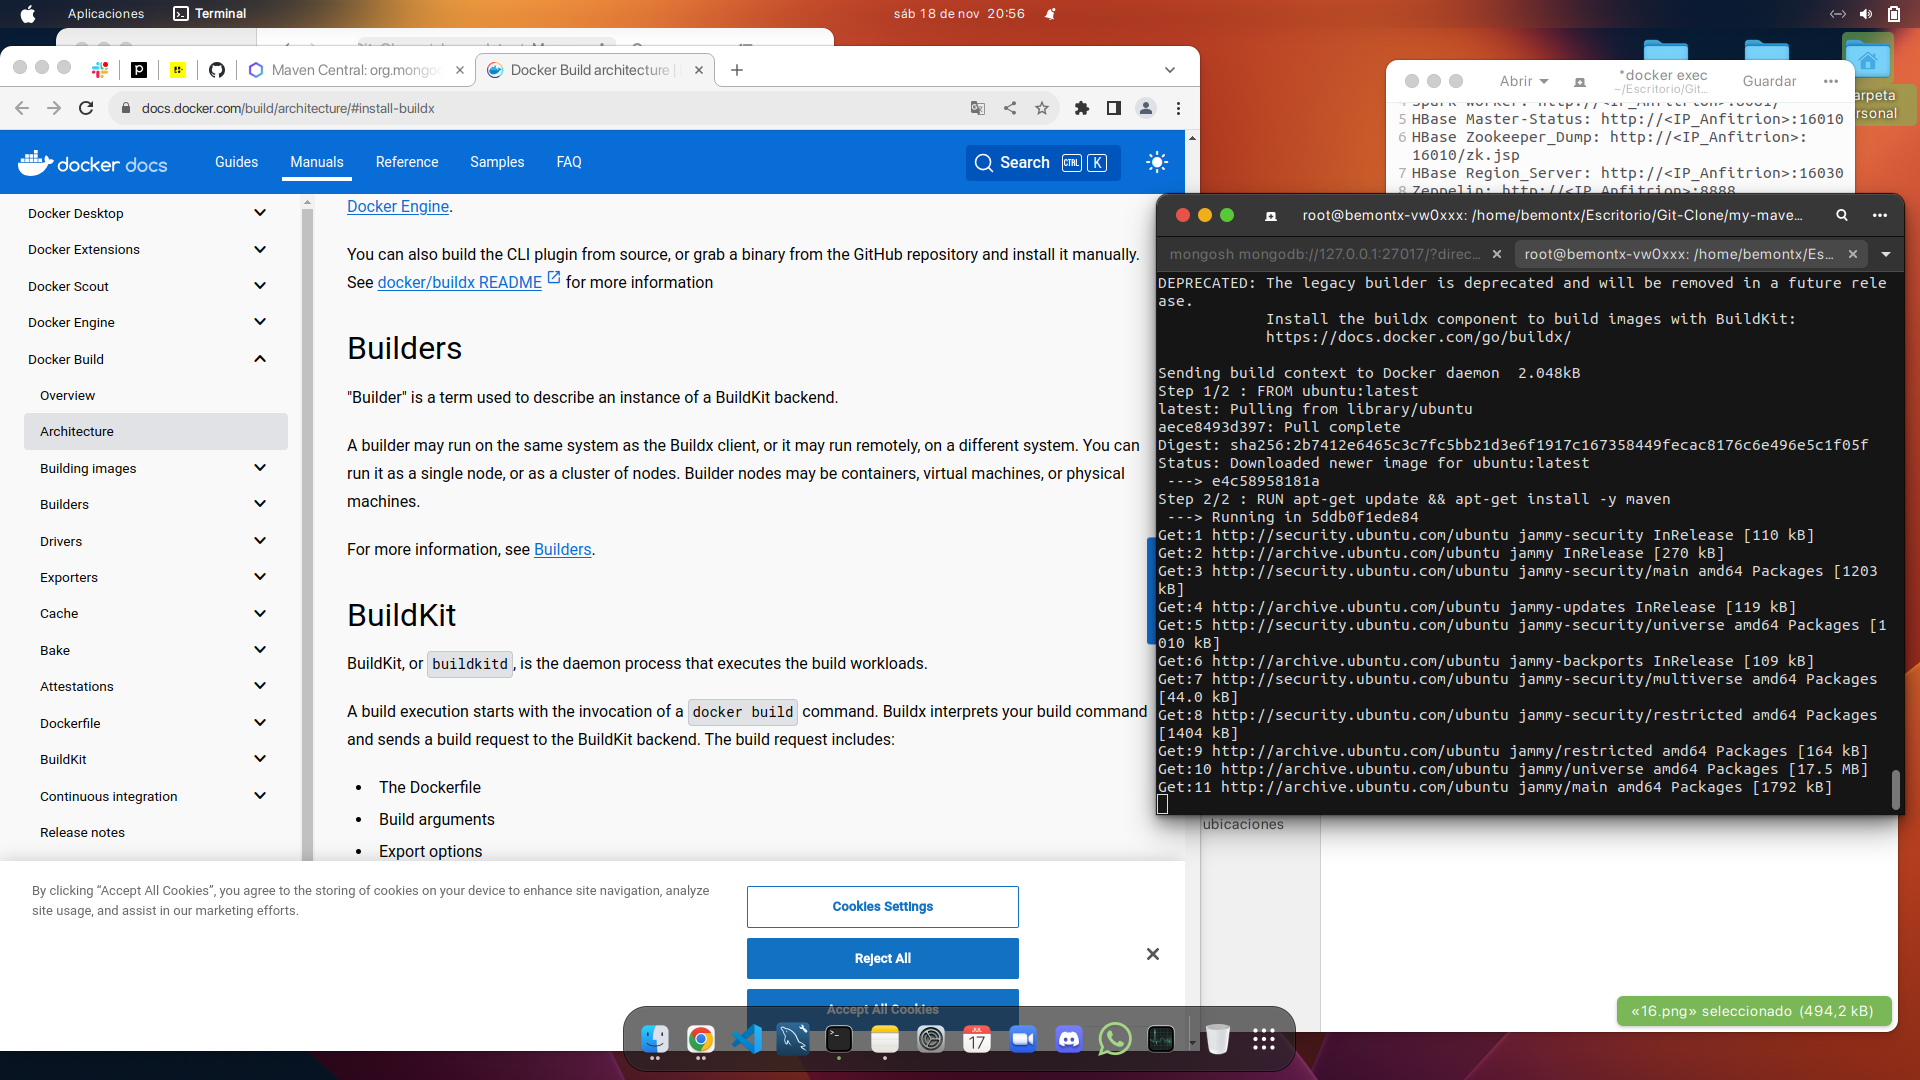 Aplicaciones
Terminal
sáb 18 de nov 20:56
Maven Central: org.mongo
Docker Build architecture |
docs.docker.com/build/architecture/#install-buildx
docker docs
Guides
Manuals
Reference
Samples
FAQ
Search
CTRL
K
Docker Desktop
Docker Extensions
Docker Scout
Docker Engine
Docker Build
Overview
Architecture
Building images
Builders
Drivers
Exporters
Cache
Bake
Attestations
Dockerfile
BuildKit
Continuous integration
Release notes
Docker Engine.
You can also build the CLI plugin from source, or grab a binary from the GitHub repository and install it manually.
See docker/buildx README for more information
Builders
"Builder" is a term used to describe an instance of a BuildKit backend.
A builder may run on the same system as the Buildx client, or it may run remotely, on a different system. You can
run it as a single node, or as a cluster of nodes. Builder nodes may be containers, virtual machines, or physical
machines.
For more information, see Builders.
BuildKit
BuildKit, or buildkitd, is the daemon process that executes the build workloads.
A build execution starts with the invocation of a docker build command. Buildx interprets your build command
and sends a build request to the BuildKit backend. The build request includes:
• The Dockerfile
• Build arguments
• Export options
By clicking “Accept All Cookies”, you agree to the storing of cookies on your device to enhance site navigation, analyze
site usage, and assist in our marketing efforts.
Cookies Settings
Reject All
Accept All Cookies
Abrir
*docker exec
~/Escritorio/Git...
Guardar
5 HBase Master-Status: http://<IP_Anfitrion>:16010
6 HBase Zookeeper_Dump: http://<IP_Anfitrion>:
16010/zk.jsp
7 HBase Region_Server: http://<IP_Anfitrion>:16030
8 Zeppelin: http://<IP_Anfitrion>:8888
arpeta
rsonal
root@bemontx-vw0xxx: /home/bemontx/Escritorio/Git-Clone/my-mave...
mongosh mongodb://127.0.0.1:27017/?direc...
root@bemontx-vw0xxx: /home/bemontx/Es...
DEPRECATED: The legacy builder is deprecated and will be removed in a future rele
ase.
Install the buildx component to build images with BuildKit:
https://docs.docker.com/go/buildx/
Sending build context to Docker daemon  2.048kB
Step 1/2 : FROM ubuntu:latest
latest: Pulling from library/ubuntu
aece8493d397: Pull complete
Digest: sha256:2b7412e6465c3c7fc5bb21d3e6f1917c167358449fecac8176c6e496e5c1f05f
Status: Downloaded newer image for ubuntu:latest
---> e4c58958181a
Step 2/2 : RUN apt-get update && apt-get install -y maven
---> Running in 5ddb0f1ede84
Get:1 http://security.ubuntu.com/ubuntu jammy-security InRelease [110 kB]
Get:2 http://archive.ubuntu.com/ubuntu jammy InRelease [270 kB]
Get:3 http://security.ubuntu.com/ubuntu jammy-security/main amd64 Packages [1203
kB]
Get:4 http://archive.ubuntu.com/ubuntu jammy-updates InRelease [119 kB]
Get:5 http://security.ubuntu.com/ubuntu jammy-security/universe amd64 Packages [1
010 kB]
Get:6 http://archive.ubuntu.com/ubuntu jammy-backports InRelease [109 kB]
Get:7 http://security.ubuntu.com/ubuntu jammy-security/multiverse amd64 Packages
[44.0 kB]
Get:8 http://security.ubuntu.com/ubuntu jammy-security/restricted amd64 Packages
[1404 kB]
Get:9 http://archive.ubuntu.com/ubuntu jammy/restricted amd64 Packages [164 kB]
Get:10 http://archive.ubuntu.com/ubuntu jammy/universe amd64 Packages [17.5 MB]
Get:11 http://archive.ubuntu.com/ubuntu jammy/main amd64 Packages [1792 kB]
ubicaciones
«16.png» seleccionado (494,2 kB)
JUL
17